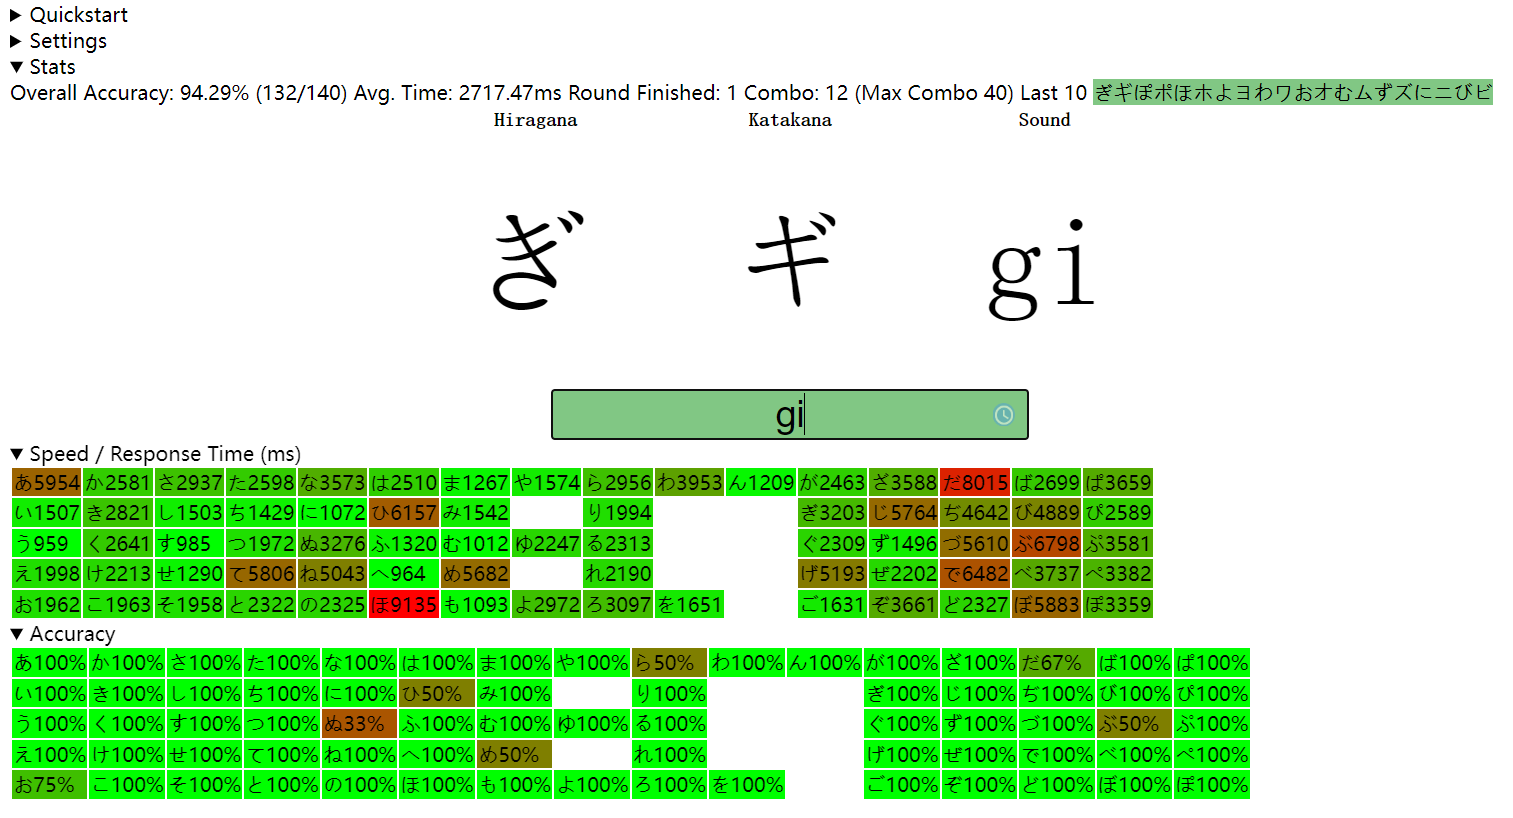 ▶ Quickstart
▶ Settings
▼ Stats
Overall Accuracy: 94.29% (132/140) Avg. Time: 2717.47ms Round Finished: 1 Combo: 12 (Max Combo 40) Last 10 ぎギぽポほホよヨわワおオむムずズにニびビ
Hiragana Katakana Sound
ぎ ギ gi
gi
▼ Speed / Response Time (ms)
あ5954 か2581 さ2937 た2598 な3573 は2510 ま1267 や1574 ら2956 わ3953 ん1209 が2463 ざ3588 だ8015 ば2699 ぱ3659
い1507 き2821 し1503 ち1429 に1072 ひ6157 み1542 り1994 ぎ3203 じ5764 ぢ4642 び4889 ぴ2589
う959 く2641 す985 つ1972 ぬ3276 ふ1320 む1012 ゆ2247 る2313 ぐ2309 ず1496 づ5610 ぶ6798 ぷ3581
え1998 け2213 せ1290 て5806 ね5043 へ964 め5682 れ2190 げ5193 ぜ2202 で6482 べ3737 ぺ3382
お1962 こ1963 そ1958 と2322 の2325 ほ9135 も1093 よ2972 ろ3097 を1651 ご1631 ぞ3661 ど2327 ぼ5883 ぽ3359
▼ Accuracy
あ100% か100% さ100% た100% な100% は100% ま100% や100% ら50% わ100% ん100% が100% ざ100% だ67% ば100% ぱ100%
い100% き100% し100% ち100% に100% ひ50% み100% り100% ぎ100% じ100% ぢ100% び100% ぴ100%
う100% く100% す100% つ100% ぬ33% ふ100% む100% ゆ100% る100% ぐ100% ず100% づ100% ぶ50% ぷ100%
え100% け100% せ100% て100% ね100% へ100% め50% れ100% げ100% ぜ100% で100% べ100% ぺ100%
お75% こ100% そ100% と100% の100% ほ100% も100% よ100% ろ100% を100% ご100% ぞ100% ど100% ぼ100% ぽ100%